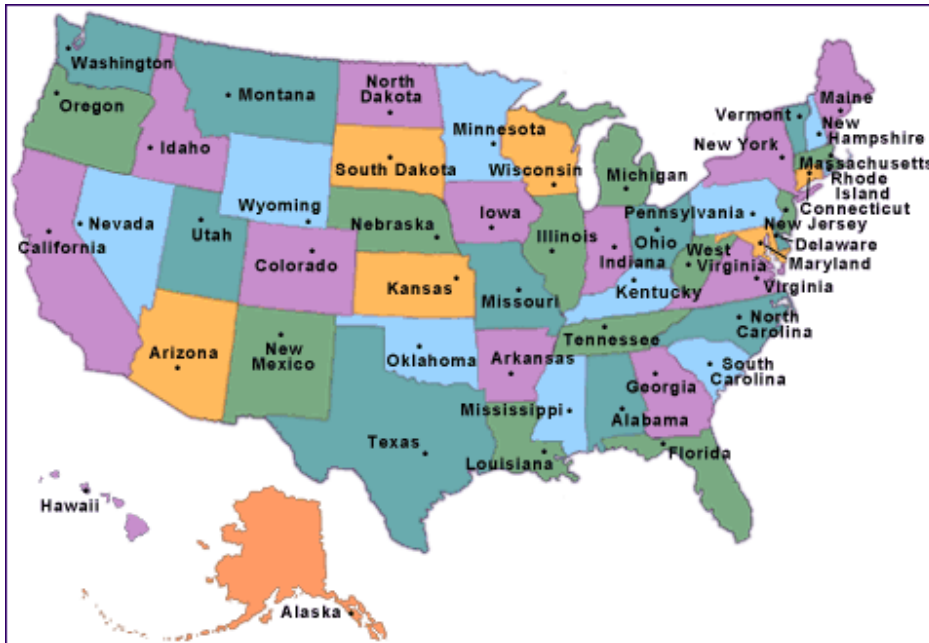 Washington
Oregon
Idaho
Montana
North
Dakota
South Dakota
Minnesota
Wisconsin
Michigan
Vermont
Maine
New
Hampshire
New York
Massachusetts
Rhode
Island
Connecticut
New Jersey
Delaware
Maryland
Pennsylvania
Wyoming
Nebraska
Iowa
Illinois
Indiana
Ohio
West
Virginia
Virginia
Nevada
California
Utah
Colorado
Kansas
Missouri
Kentucky
Tennessee
North
Carolina
South
Carolina
Arizona
New
Mexico
Oklahoma
Arkansas
Mississippi
Alabama
Georgia
Texas
Louisiana
Florida
Hawaii
Alaska